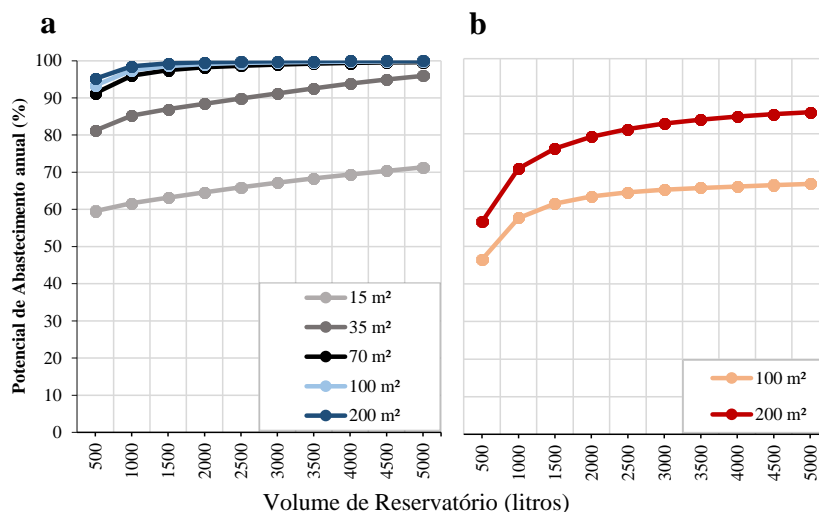 a
b
Potencial de Abastecimento anual (%)
100
90
80
70
60
50
40
30
20
10
0
15 m²
35 m²
70 m²
100 m²
200 m²
500 1000 1500 2000 2500 3000 3500 4000 4500 5000
100 m²
200 m²
500 1000 1500 2000 2500 3000 3500 4000 4500 5000
Volume de Reservatório (litros)